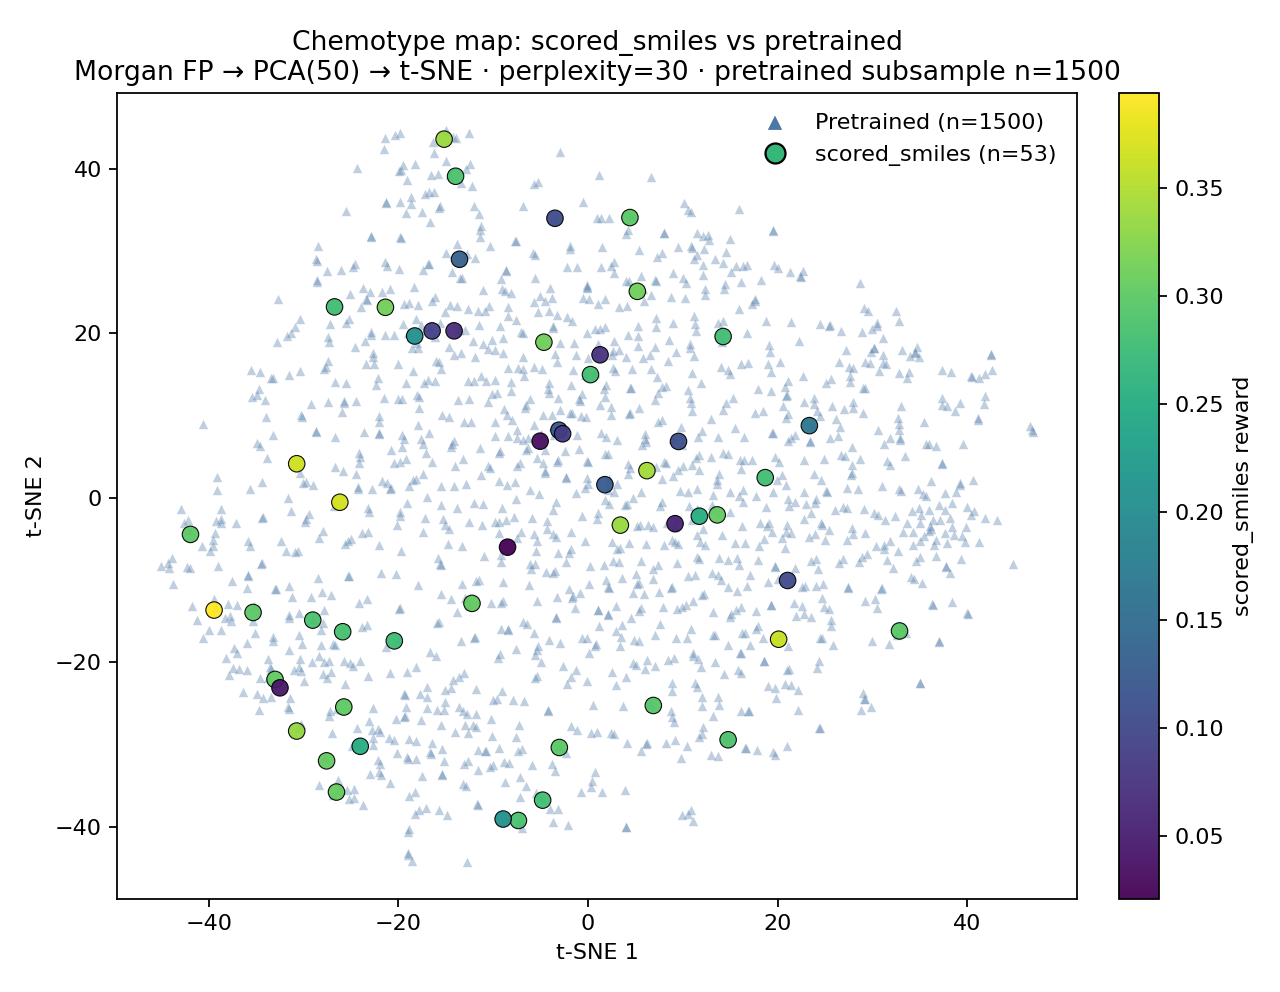 Chemotype map: scored_smiles vs pretrained
Morgan FP → PCA(50) → t-SNE · perplexity=30 · pretrained subsample n=1500
Pretrained (n=1500)
scored_smiles (n=53)
40
20
0
−20
−40
t-SNE 2
−40
−20
0
20
40
t-SNE 1
0.35
0.30
0.25
0.20
0.15
0.10
0.05
scored_smiles reward